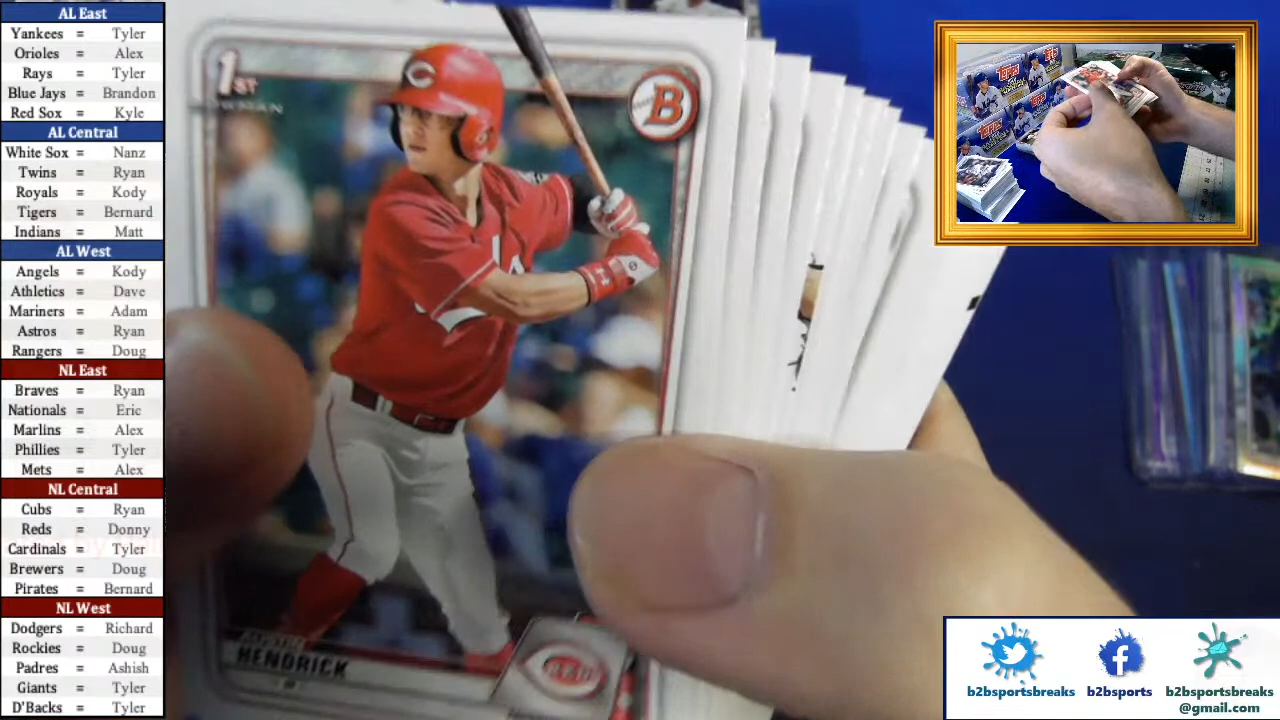 AL East
Yankees = Tyler
Orioles = Alex
Rays = Tyler
Blue Jays = Brandon
Red Sox = Kyle
AL Central
White Sox = Nanz
Twins = Ryan
Royals = Kody
Tigers = Bernard
Indians = Matt
AL West
Angels = Kody
Athletics = Dave
Mariners = Adam
Astros = Ryan
Rangers = Doug
NL East
Braves = Ryan
Nationals = Eric
Marlins = Alex
Phillies = Tyler
Mets = Alex
NL Central
Cubs = Ryan
Reds = Donny
Cardinals = Tyler
Brewers = Doug
Pirates = Bernard
NL West
Dodgers = Richard
Rockies = Doug
Padres = Ashish
Giants = Tyler
D'Backs = Tyler
1ST
B
C
HENDRICK
REDS
Topps
Topps
b2bsportsbreaks
b2bsports
b2bsportsbreaks
@gmail.com